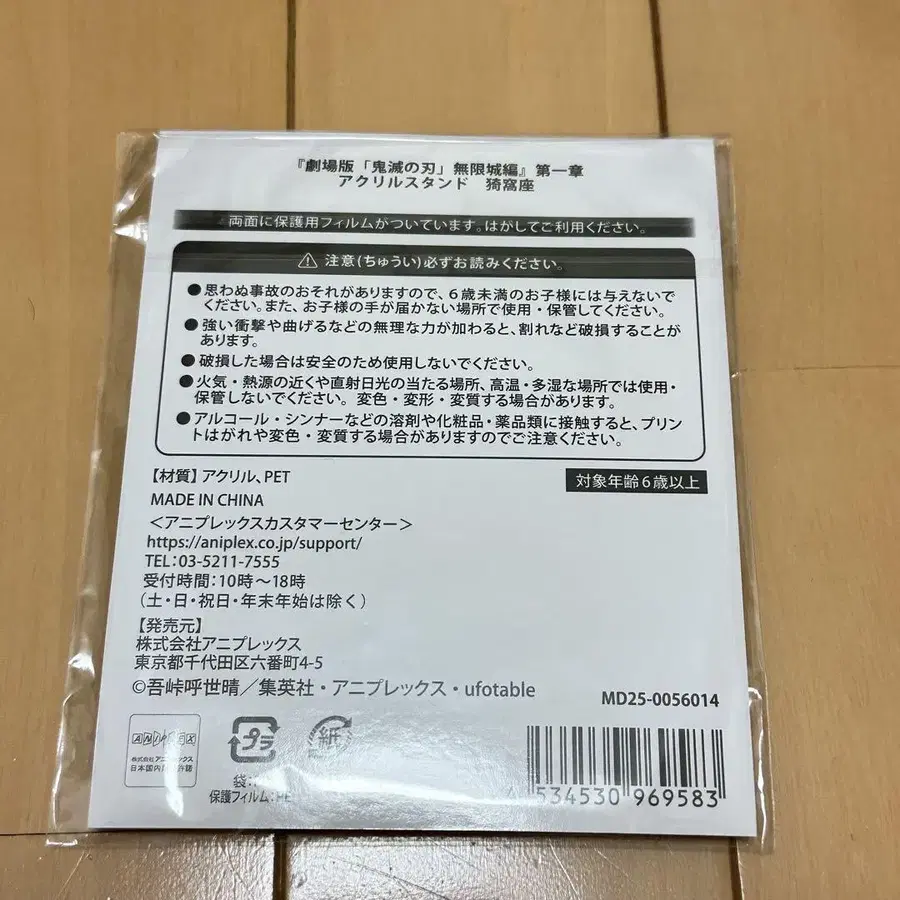 『劇場版「鬼滅の刃」無限城編』第一章
アクリルスタンド 猗窩座
両面に保護用フィルムがついています。はがしてご利用ください。
⚠ 注意(ちゅうい)必ずお読みください。
●思わぬ事故のおそれがありますので、6歳未満のお子様には与えないで
ください。また、お子様の手が届かない場所で使用・保管してください。
●強い衝撃や曲げるなどの無理な力が加わると、割れなど破損することが
あります。
●破損した場合は安全のため使用しないでください。
●火気・熱源の近くや直射日光の当たる場所、高温・多湿な場所では使用・
保管しないでください。変色・変形・変質する場合があります。
●アルコール・シンナーなどの溶剤や化粧品・薬品類に接触すると、プリン
トはがれや変色・変質する場合がありますのでご注意ください。
【材質】アクリル、PET
対象年齢6歳以上
MADE IN CHINA
<アニプレックスカスタマーセンター>
https://aniplex.co.jp/support/
TEL:03-5211-7555
受付時間:10時~18時
(土・日・祝日・年末年始は除く)
【発売元】
株式会社アニプレックス
東京都千代田区六番町4-5
©吾峠呼世晴/集英社・アニプレックス・ufotable
MD25-0056014
ANIPLEX
株式会社アニプレックス
日本国内
許諾
プラ
紙
袋:
保護フィルム:PE
534530 969583